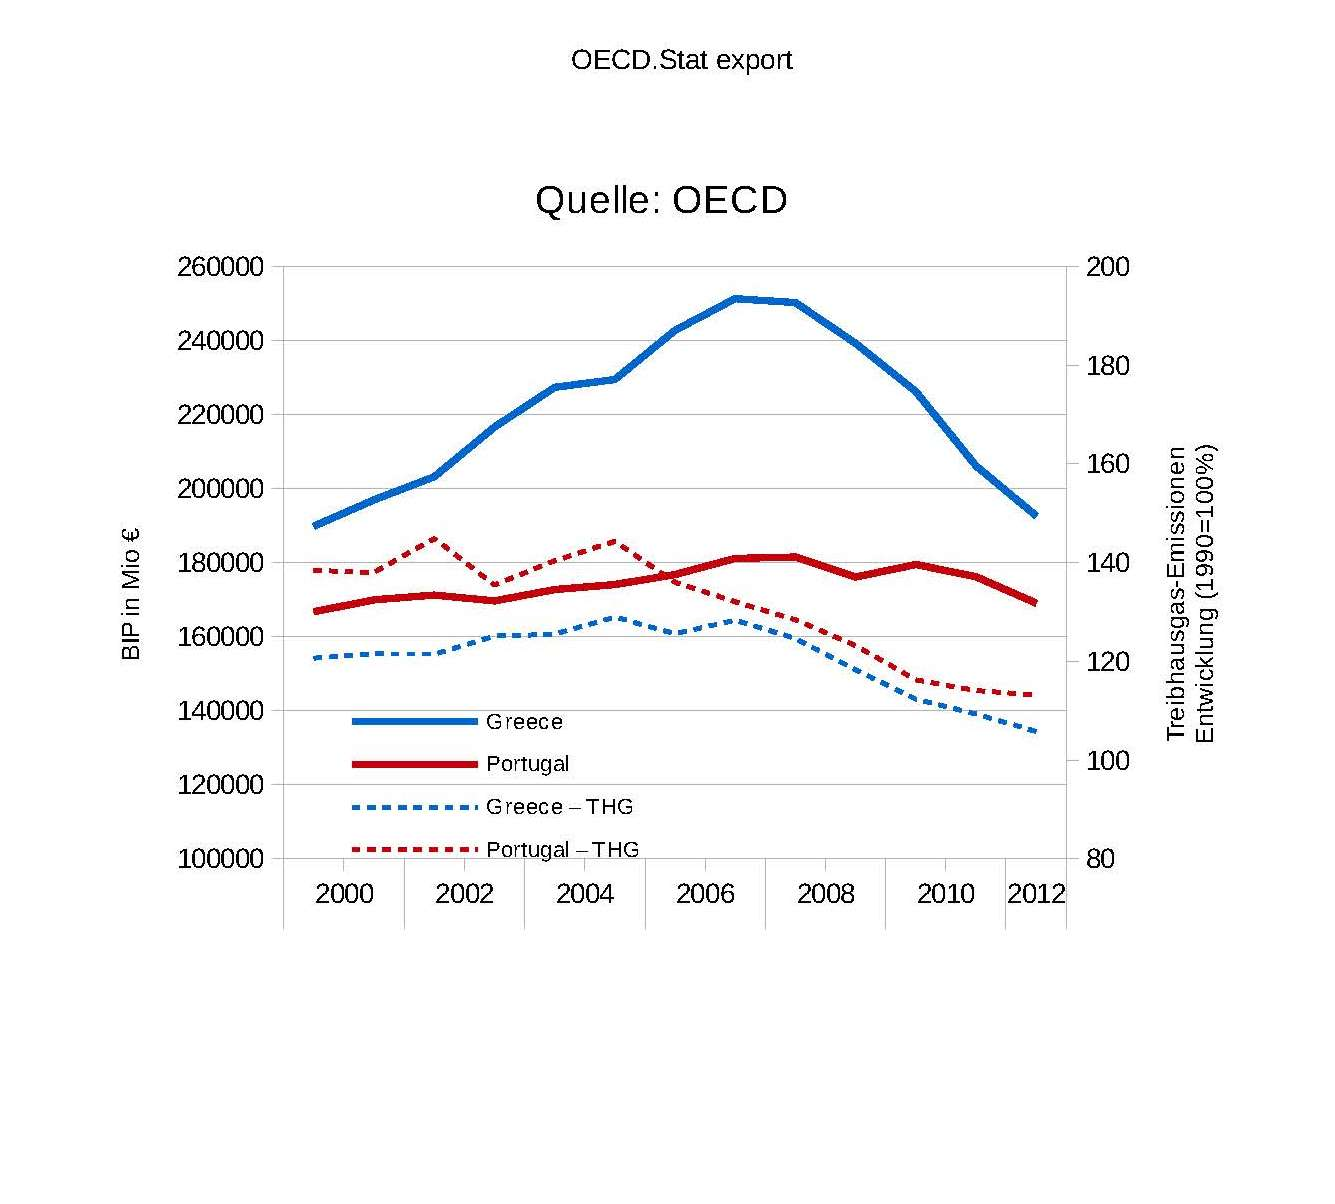 OECD.Stat export
Quelle: OECD
260000
240000
220000
200000
180000
160000
140000
120000
100000
BIP in Mio €
200
180
160
140
120
100
80
Treibhausgas-Emissionen
Entwicklung (1990=100%)
Greece
Portugal
Greece – THG
Portugal – THG
2000 2002 2004 2006 2008 2010 2012